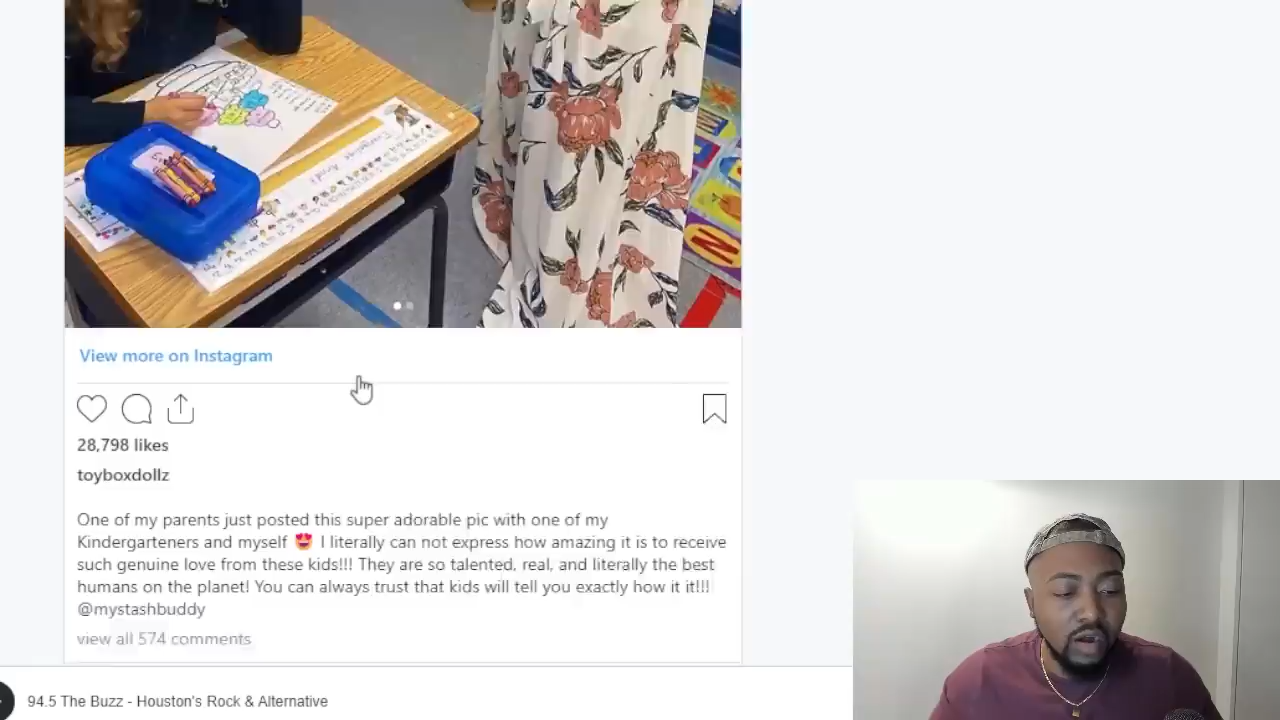 View more on Instagram
28,798 likes
toyboxdollz
One of my parents just posted this super adorable pic with one of my
Kindergarteners and myself 😍 I literally can not express how amazing it is to receive
such genuine love from these kids!!! They are so talented, real, and literally the best
humans on the planet! You can always trust that kids will tell you exactly how it it!!!
@mystashbuddy
view all 574 comments
94.5 The Buzz - Houston's Rock & Alternative